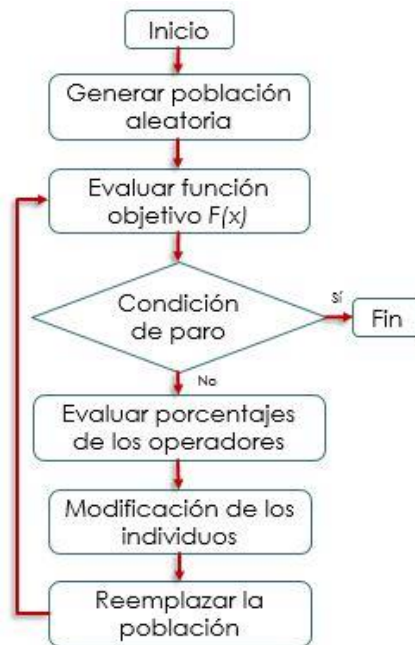 Inicio
Generar población
aleatoria
Evaluar función
objetivo F(x)
Condición
de paro
Sí
Fin
No
Evaluar porcentajes
de los operadores
Modificación de los
individuos
Reemplazar la
población